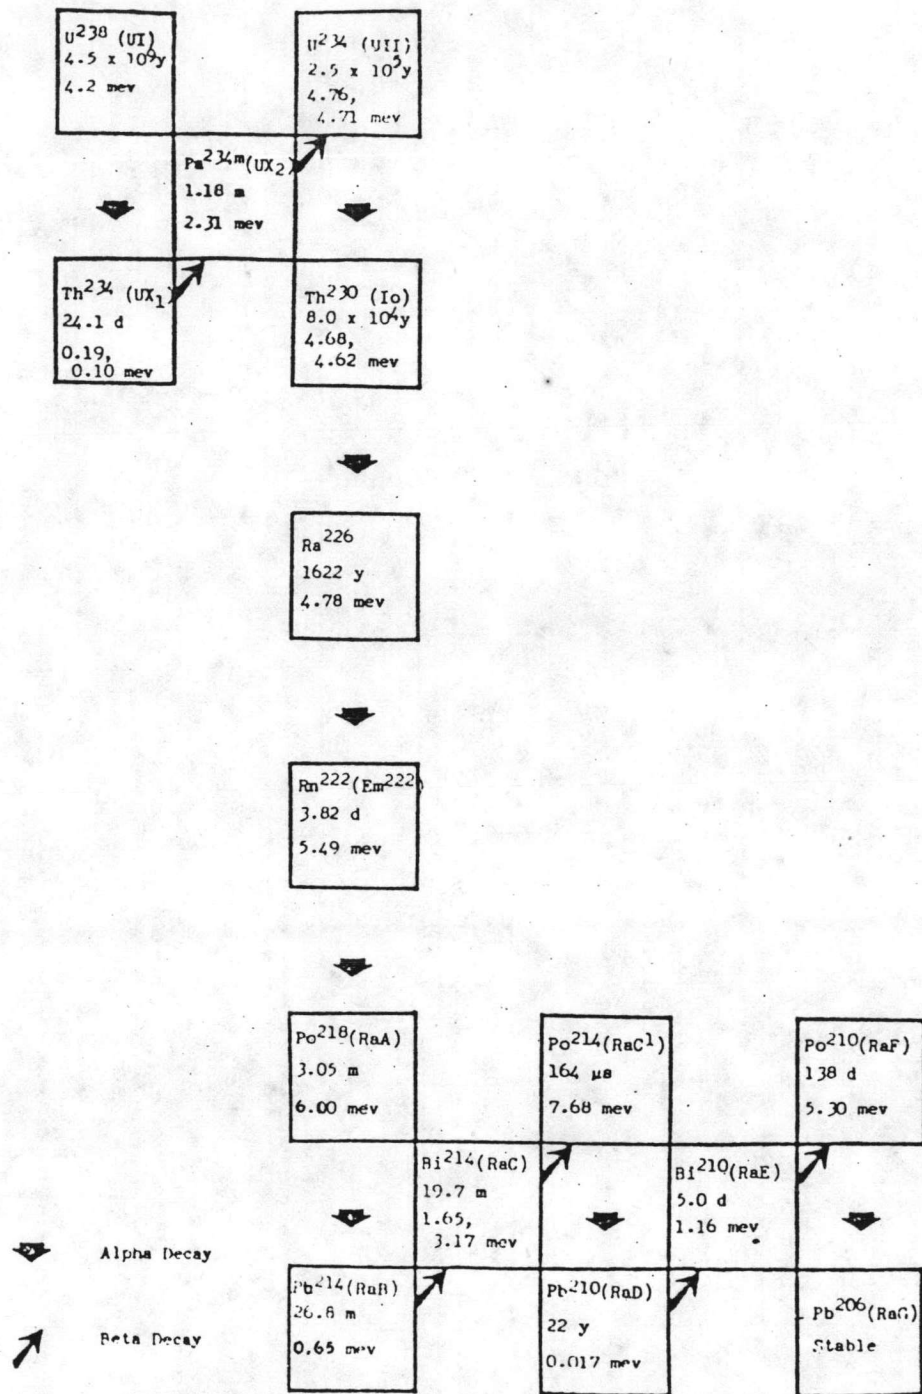 U238 (UI)
4.5 x 10⁹y
4.2 mev
U234 (UII)
2.5 x 10⁵y
4.76,
4.71 mev
Pa234m(UX₂)
1.18 m
2.31 mev
Th234 (UX₁)
24.1 d
0.19,
0.10 mev
Th230 (Io)
8.0 x 10⁴y
4.68,
4.62 mev
Ra226
1622 y
4.78 mev
Rn222(Em222)
3.82 d
5.49 mev
Po218(RaA)
3.05 m
6.00 mev
Po214(RaC¹)
164 µs
7.68 mev
Po210(RaF)
138 d
5.30 mev
Bi214(RaC)
19.7 m
1.65,
3.17 mev
Bi210(RaE)
5.0 d
1.16 mev
Pb214(RaB)
26.8 m
0.65 mev
Pb210(RaD)
22 y
0.017 mev
Pb206(RaG)
Stable
Alpha Decay
Beta Decay